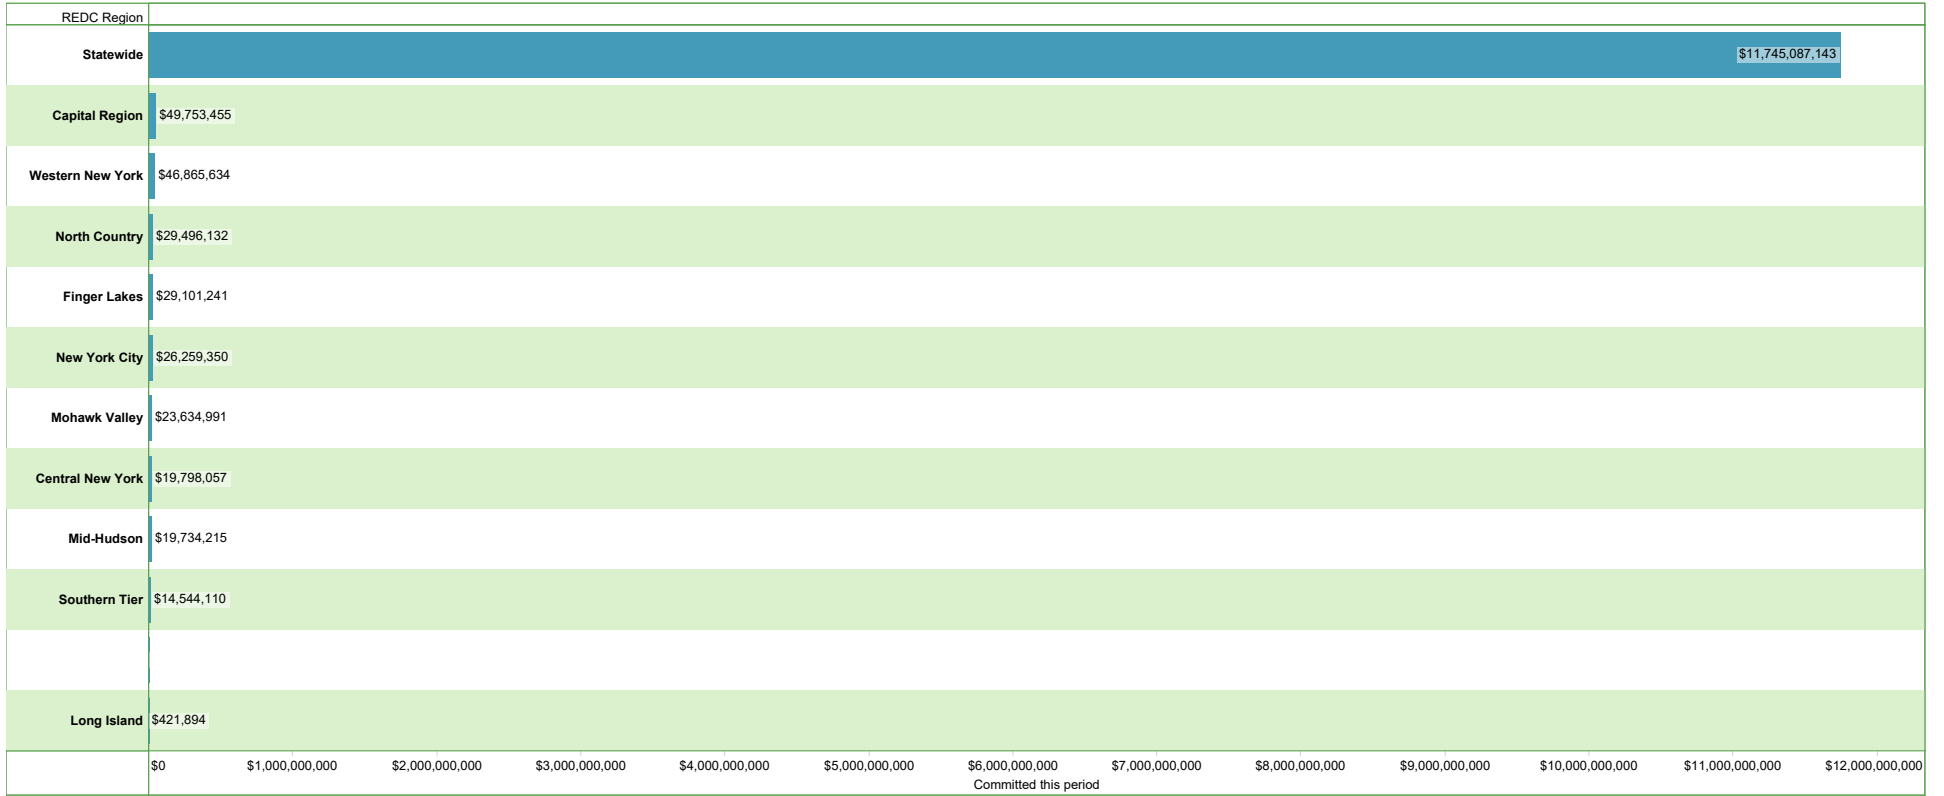 REDC Region
Statewide $11,745,087,143
Capital Region $49,753,455
Western New York $46,865,634
North Country $29,496,132
Finger Lakes $29,101,241
New York City $26,259,350
Mohawk Valley $23,634,991
Central New York $19,798,057
Mid-Hudson $19,734,215
Southern Tier $14,544,110
Long Island $421,894
$0 $1,000,000,000 $2,000,000,000 $3,000,000,000 $4,000,000,000 $5,000,000,000 $6,000,000,000 $7,000,000,000 $8,000,000,000 $9,000,000,000 $10,000,000,000 $11,000,000,000 $12,000,000,000
Committed this period